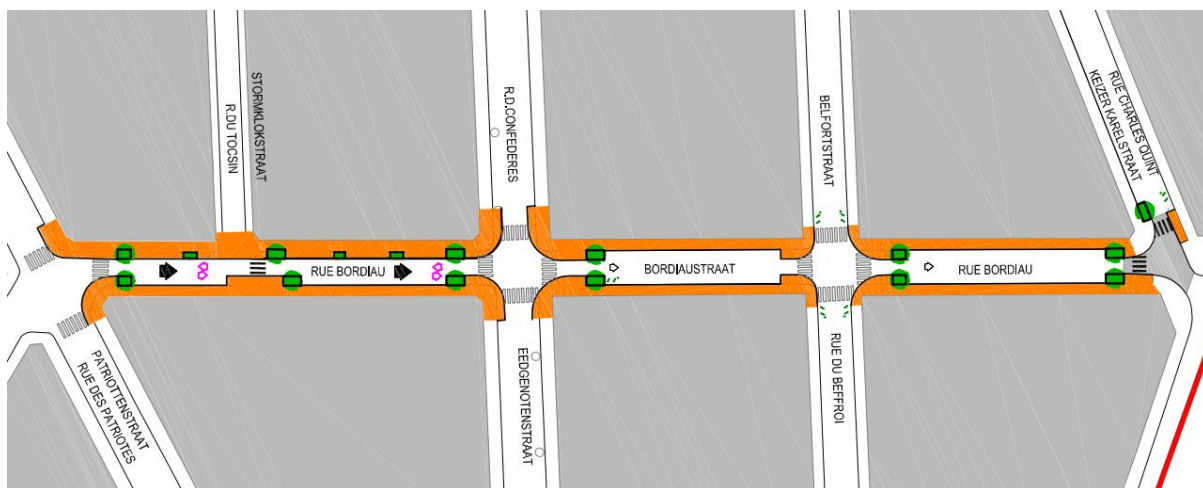 R.DU TOCSIN
STORMKLOKSTRAAT
R.D.CONFEDERES
BELFORTSTRAAT
RUE CHARLES QUINT
KEIZER KARELSTRAAT
RUE BORDIAU
BORDIAUSTRAAT
RUE BORDIAU
PATRIOTTENSTRAAT
RUE DES PATRIOTES
EEDGENOTENSTRAAT
RUE DU BEFFROI